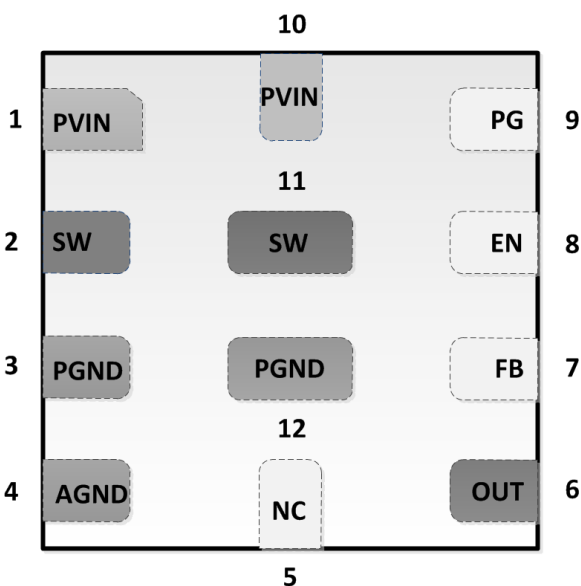 10
1 PVIN PVIN PG 9
11
2 SW SW EN 8
3 PGND PGND FB 7
12
4 AGND NC OUT 6
5